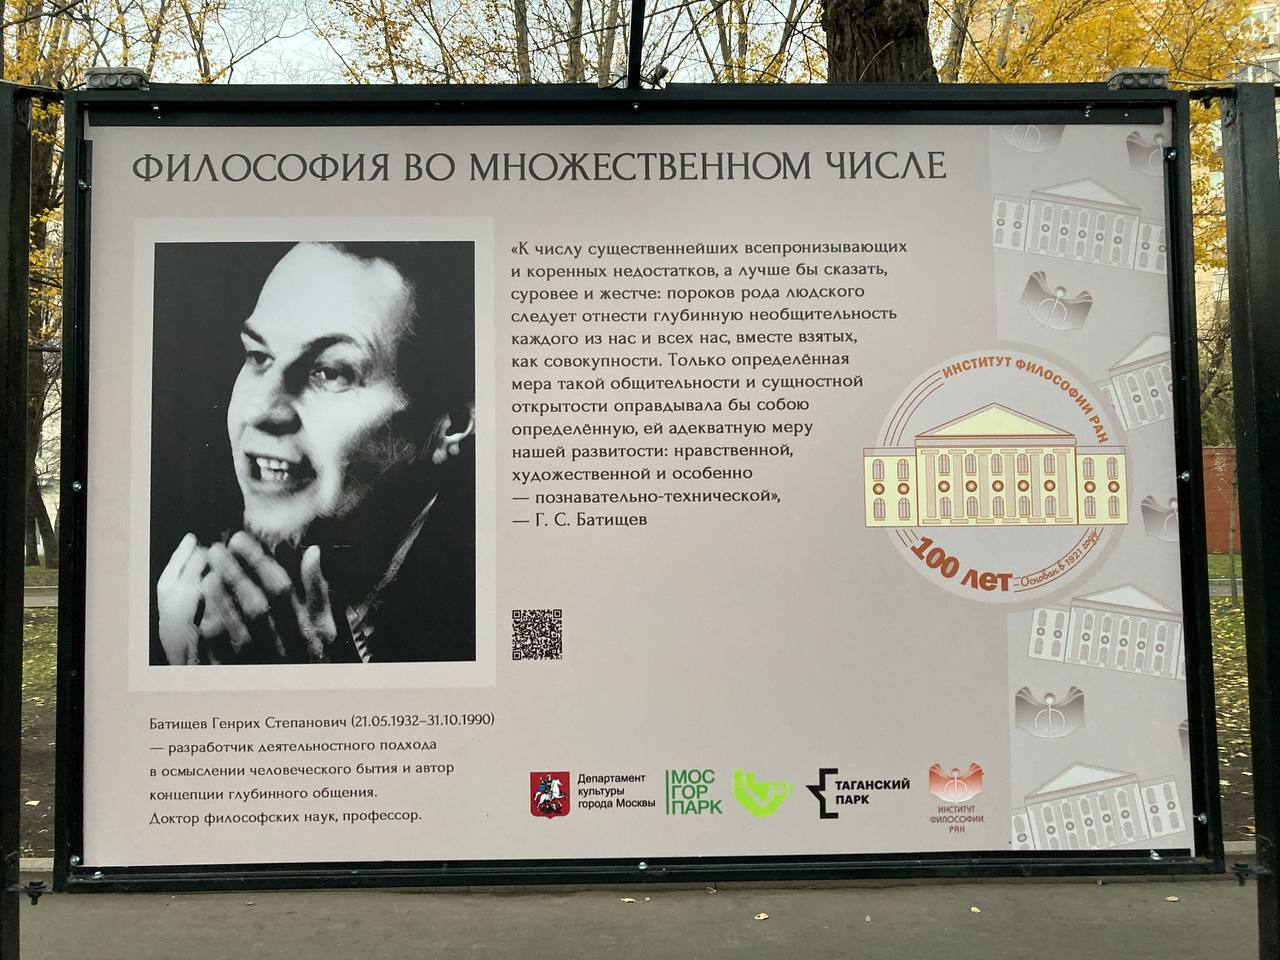 ФИЛОСОФИЯ ВО МНОЖЕСТВЕННОМ ЧИСЛЕ
«К числу существеннейших всепронизывающих
и коренных недостатков, а лучше бы сказать,
суровее и жестче: пороков рода людского
следует отнести глубинную необщительность
каждого из нас и всех нас, вместе взятых,
как совокупности. Только определённая
мера такой общительности и сущностной
открытости оправдывала бы собою
определённую, ей адекватную меру
нашей развитости: нравственной,
художественной и особенно
— познавательно-технической»,
— Г. С. Батищев
ИНСТИТУТ ФИЛОСОФИИ РАН
100 лет
Основан в 1921 году
Батищев Генрих Степанович (21.05.1932–31.10.1990)
— разработчик деятельностного подхода
в осмыслении человеческого бытия и автор
концепции глубинного общения.
Доктор философских наук, профессор.
Департамент
культуры
города Москвы
МОС
ГОР
ПАРК
ТАГАНСКИЙ
ПАРК
ИНСТИТУТ
ФИЛОСОФИИ
РАН